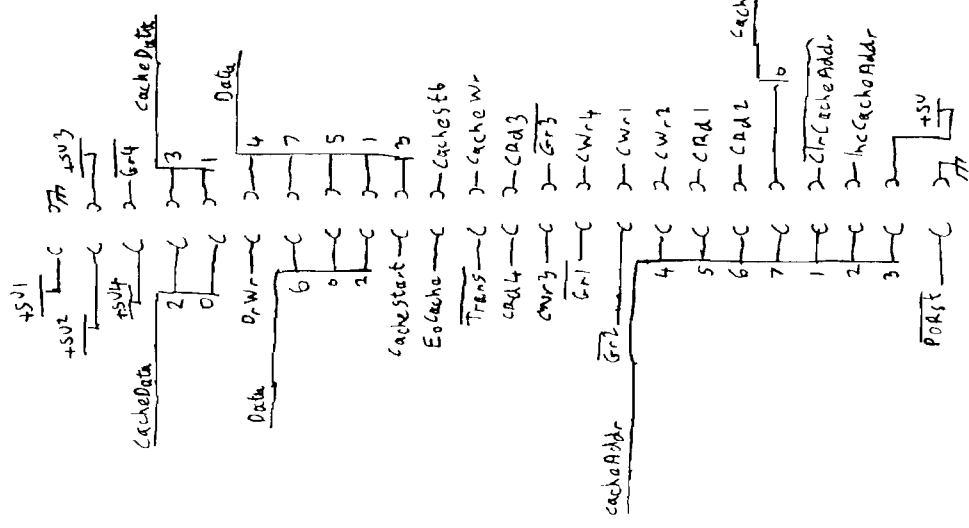 +5V1
+5V2
+5V3
+5V4
Gr4
CacheData
2
0
CacheData
3
1
DrWr
Data
6
0
2
Data
4
7
5
1
3
CacheStart
EoCache
CacheStb
Trans
CacheWr
CRd4
CRd3
CWr3
Gr3
Gr1
CWr4
Gr2
CWr1
CacheAddr
4
5
6
7
1
2
3
CWr2
CRd1
CRd2
Cach
0
ClrCacheAddr
IncCacheAddr
+5V
PORst